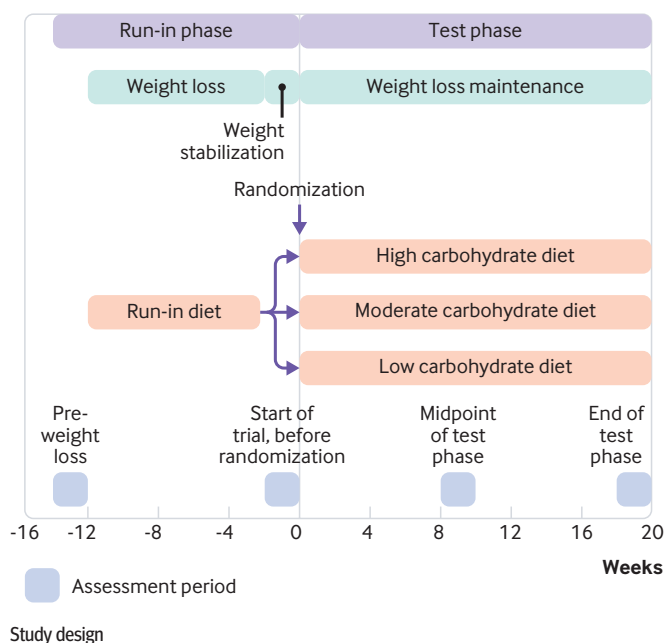 Run-in phase
Test phase
Weight loss
Weight loss maintenance
Weight
stabilization
Randomization
High carbohydrate diet
Run-in diet
Moderate carbohydrate diet
Low carbohydrate diet
Pre-
weight
loss
Start of
trial, before
randomization
Midpoint
of test
phase
End of
test
phase
-16 -12 -8 -4 0 4 8 12 16 20
Weeks
Assessment period
Study design